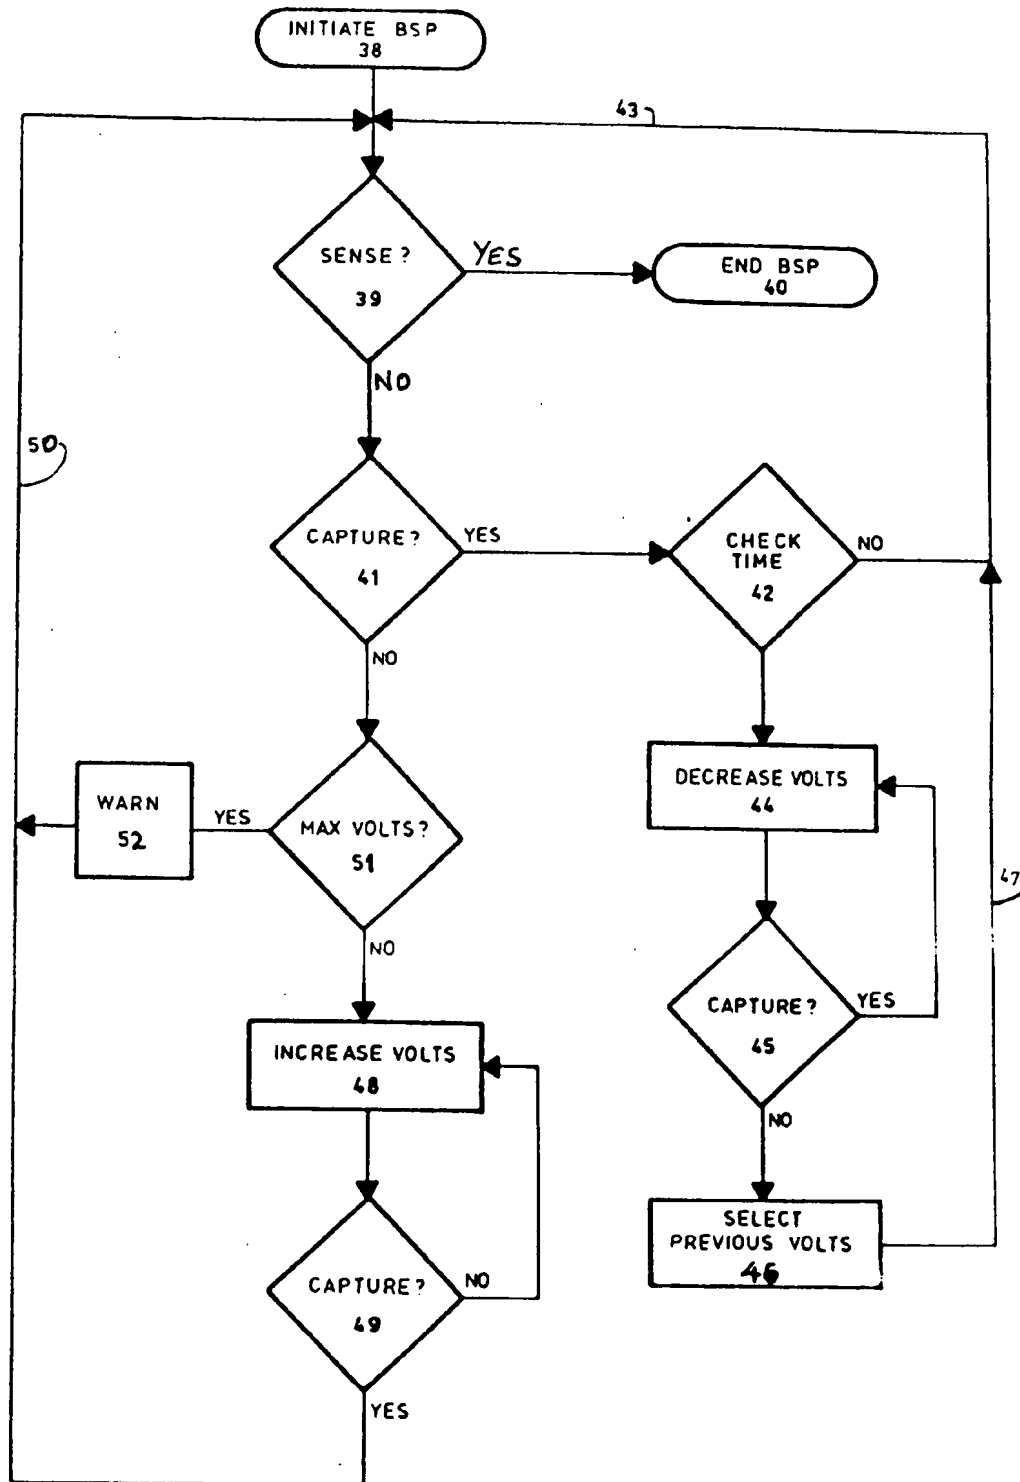 INITIATE BSP
38
43
SENSE?
39
YES
END BSP
40
NO
50
CAPTURE?
41
YES
CHECK
TIME
42
NO
NO
DECREASE VOLTS
44
WARN
52
YES
MAX VOLTS?
51
47
NO
CAPTURE?
45
YES
INCREASE VOLTS
48
NO
SELECT
PREVIOUS VOLTS
46
CAPTURE?
49
NO
YES